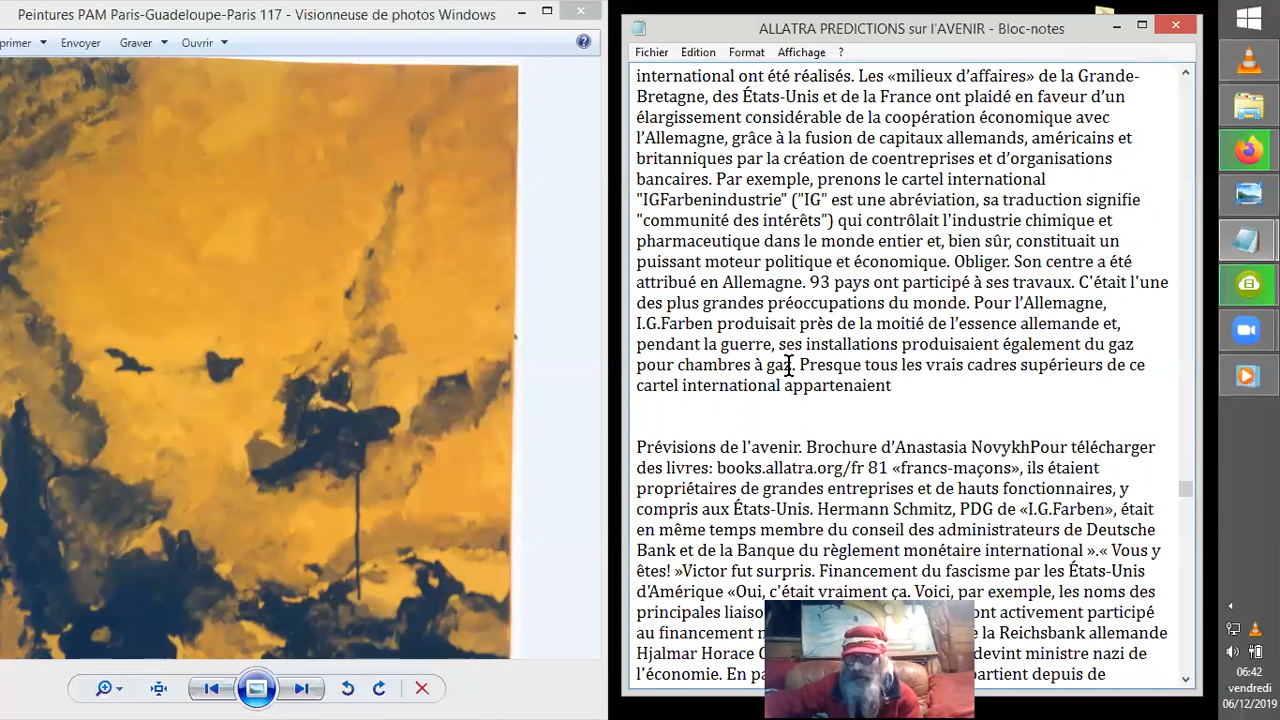 Peintures PAM Paris-Guadeloupe-Paris 117 - Visionneuse de photos Windows
primer
Envoyer
Graver
Ouvrir
ALLATRA PREDICTIONS sur l'AVENIR - Bloc-notes
Fichier Edition Format Affichage ?
international ont été réalisés. Les «milieux d’affaires» de la Grande-
Bretagne, des États-Unis et de la France ont plaidé en faveur d’un
élargissement considérable de la coopération économique avec
l’Allemagne, grâce à la fusion de capitaux allemands, américains et
britanniques par la création de coentreprises et d’organisations
bancaires. Par exemple, prenons le cartel international
"IGFarbenindustrie" ("IG" est une abréviation, sa traduction signifie
"communité des intérêts") qui contrôlait l'industrie chimique et
pharmaceutique dans le monde entier et, bien sûr, constituait un
puissant moteur politique et économique. Obliger. Son centre a été
attribué en Allemagne. 93 pays ont participé à ses travaux. C'était l'une
des plus grandes préoccupations du monde. Pour l’Allemagne,
I.G.Farben produisait près de la moitié de l’essence allemande et,
pendant la guerre, ses installations produisaient également du gaz
pour chambres à gaz. Presque tous les vrais cadres supérieurs de ce
cartel international appartenaient
Prévisions de l'avenir. Brochure d’Anastasia NovykhPour télécharger
des livres: books.allatra.org/fr 81 «francs-maçons», ils étaient
propriétaires de grandes entreprises et de hauts fonctionnaires, y
compris aux États-Unis. Hermann Schmitz, PDG de «I.G.Farben», était
en même temps membre du conseil des administrateurs de Deutsche
Bank et de la Banque du règlement monétaire international ».« Vous y
êtes! »Victor fut surpris. Financement du fascisme par les États-Unis
d’Amérique «Oui, c'était vraiment ça. Voici, par exemple, les noms des
principales ont activement participé
au financement la Reichsbank allemande
Hjalmar Horace devint ministre nazi de
l'économie. En depuis de
06:42
vendredi
06/12/2019